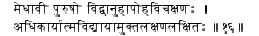 मेधावी पुरुषो विद्वानुहापोहविचक्षणः ।
अधिकार्यात्मविद्यायामुक्तलक्षणलक्षितः ॥ १६ ॥